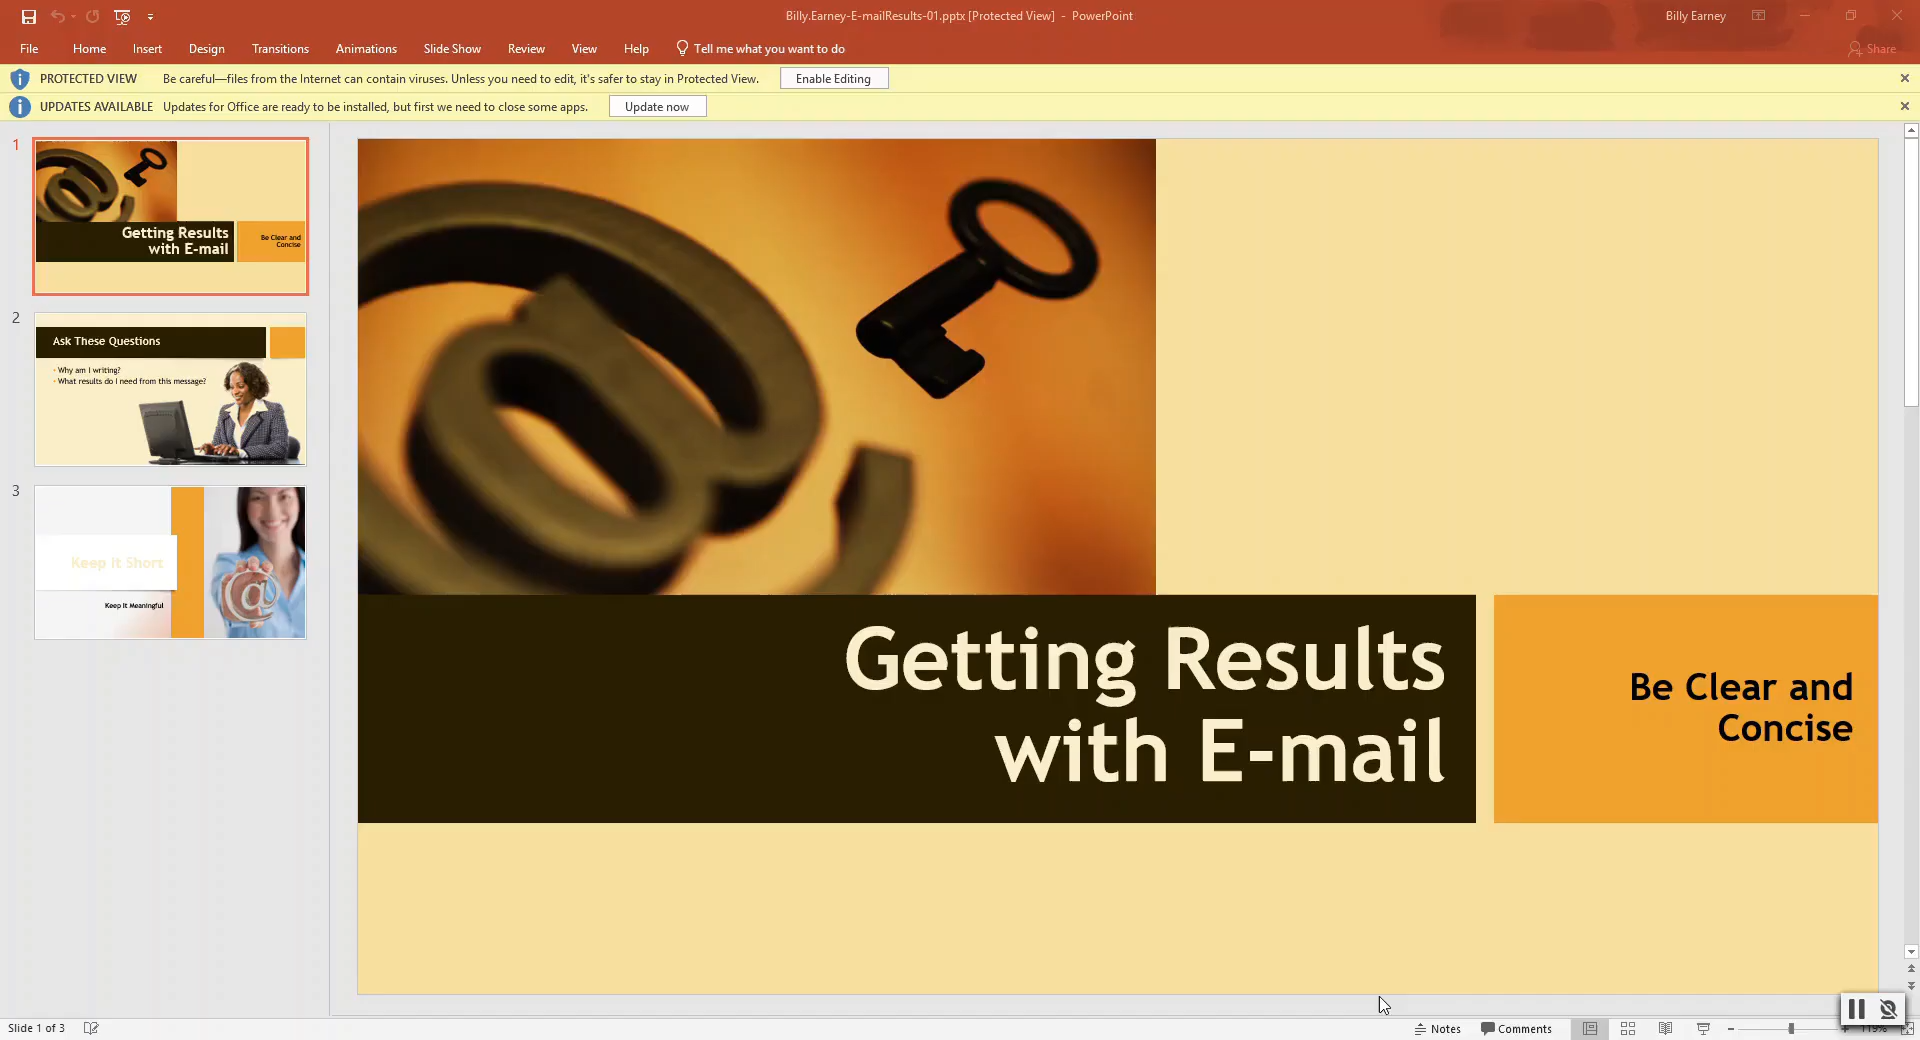 Billy.Earney-E-mailResults-01.pptx [Protected View] - PowerPoint
Billy Earney
File Home Insert Design Transitions Animations Slide Show Review View Help Tell me what you want to do
Share
PROTECTED VIEW Be careful—files from the Internet can contain viruses. Unless you need to edit, it's safer to stay in Protected View. Enable Editing
UPDATES AVAILABLE Updates for Office are ready to be installed, but first we need to close some apps. Update now
1
Getting Results
with E-mail
Be Clear and
Concise
2
Ask These Questions
• Why am I writing?
• What results do I need from this message?
3
Keep It Short
Keep It Meaningful
Getting Results
with E-mail
Be Clear and
Concise
Slide 1 of 3
Notes Comments
119%